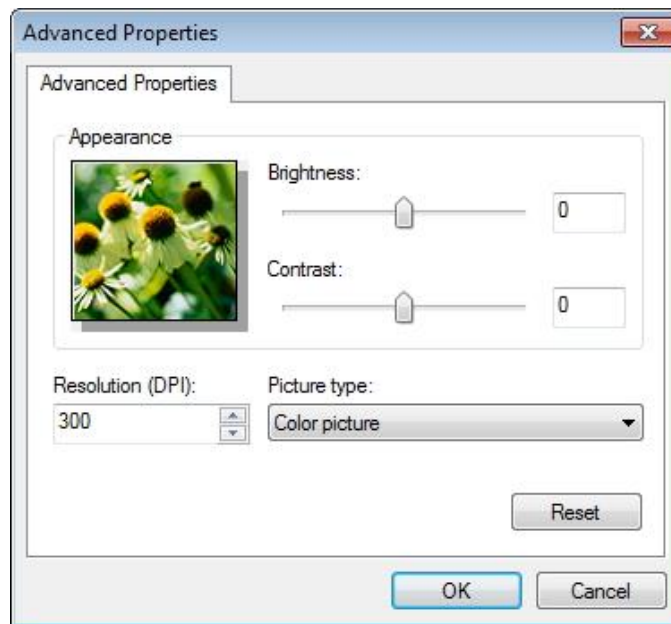 Advanced Properties
Advanced Properties
Appearance
Brightness:
0
Contrast:
0
Resolution (DPI):
300
Picture type:
Color picture
Reset
OK
Cancel